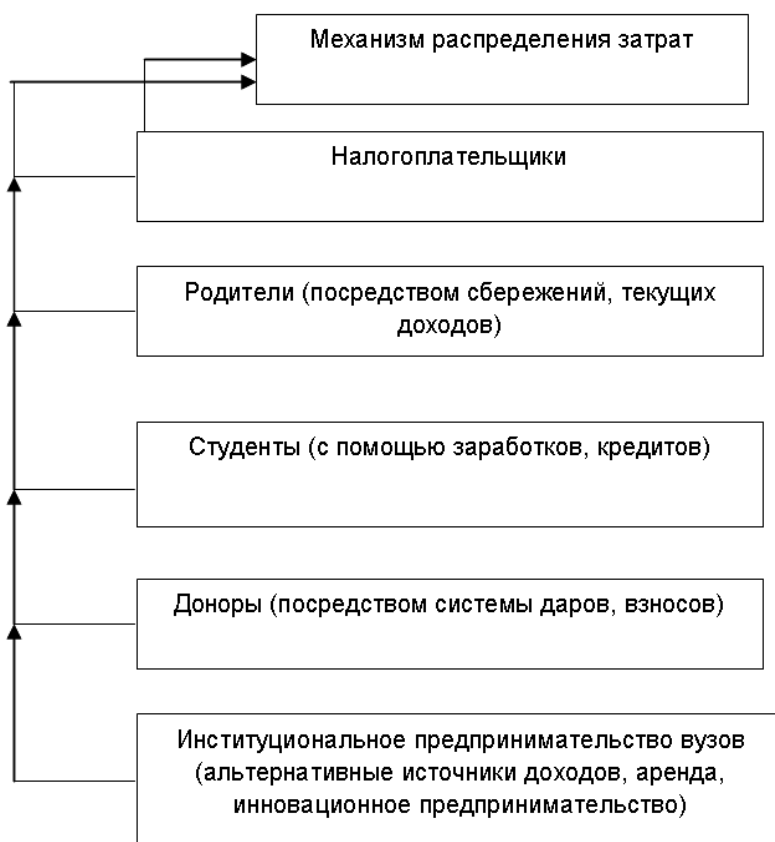 Механизм распределения затрат
Налогоплательщики
Родители (посредством сбережений, текущих
доходов)
Студенты (с помощью заработков, кредитов)
Доноры (посредством системы даров, взносов)
Институциональное предпринимательство вузов
(альтернативные источники доходов, аренда,
инновационное предпринимательство)